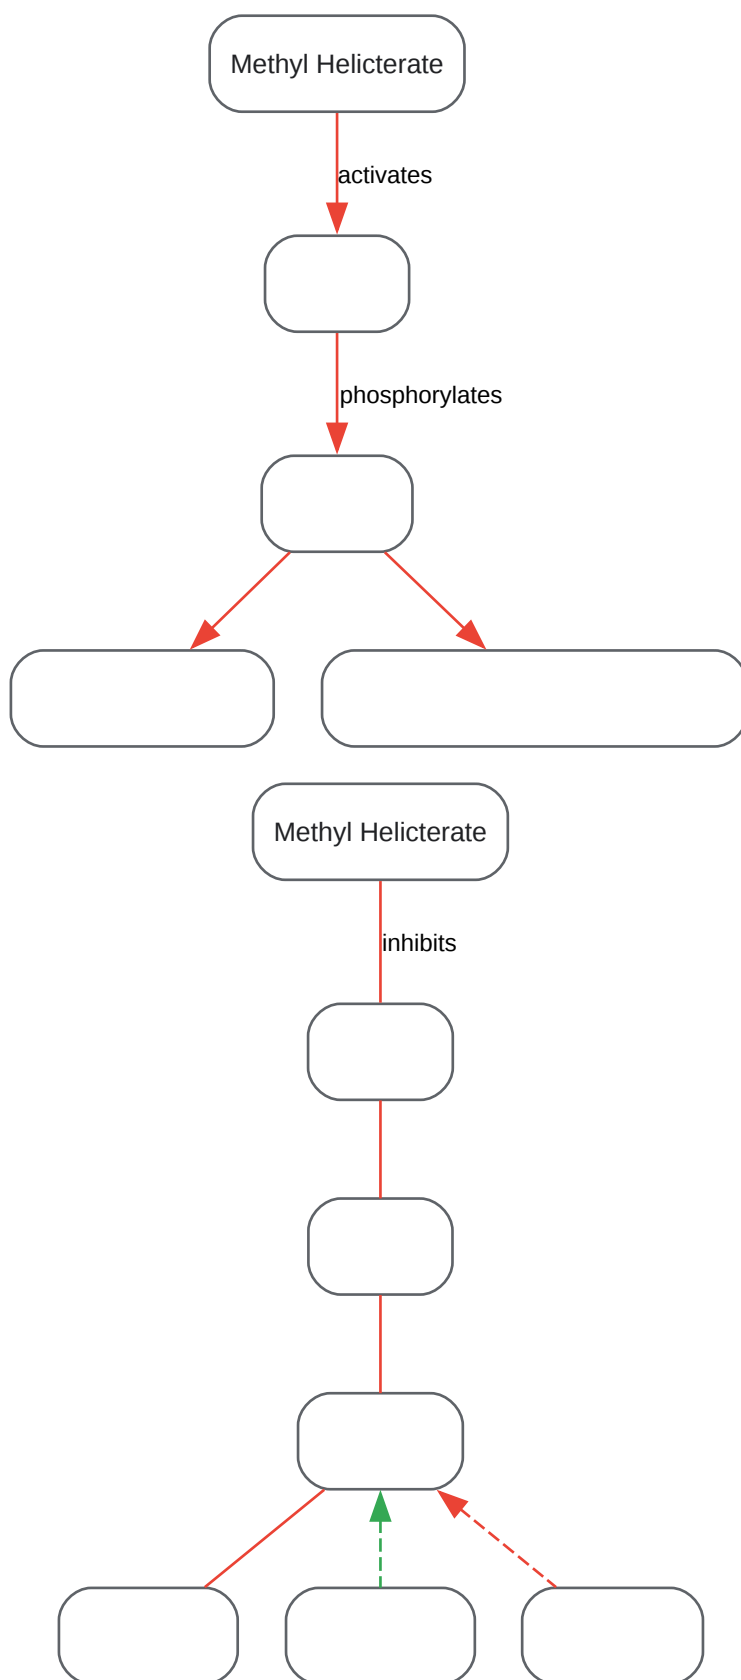 Methyl Helicterate
activates
phosphorylates
Methyl Helicterate
inhibits